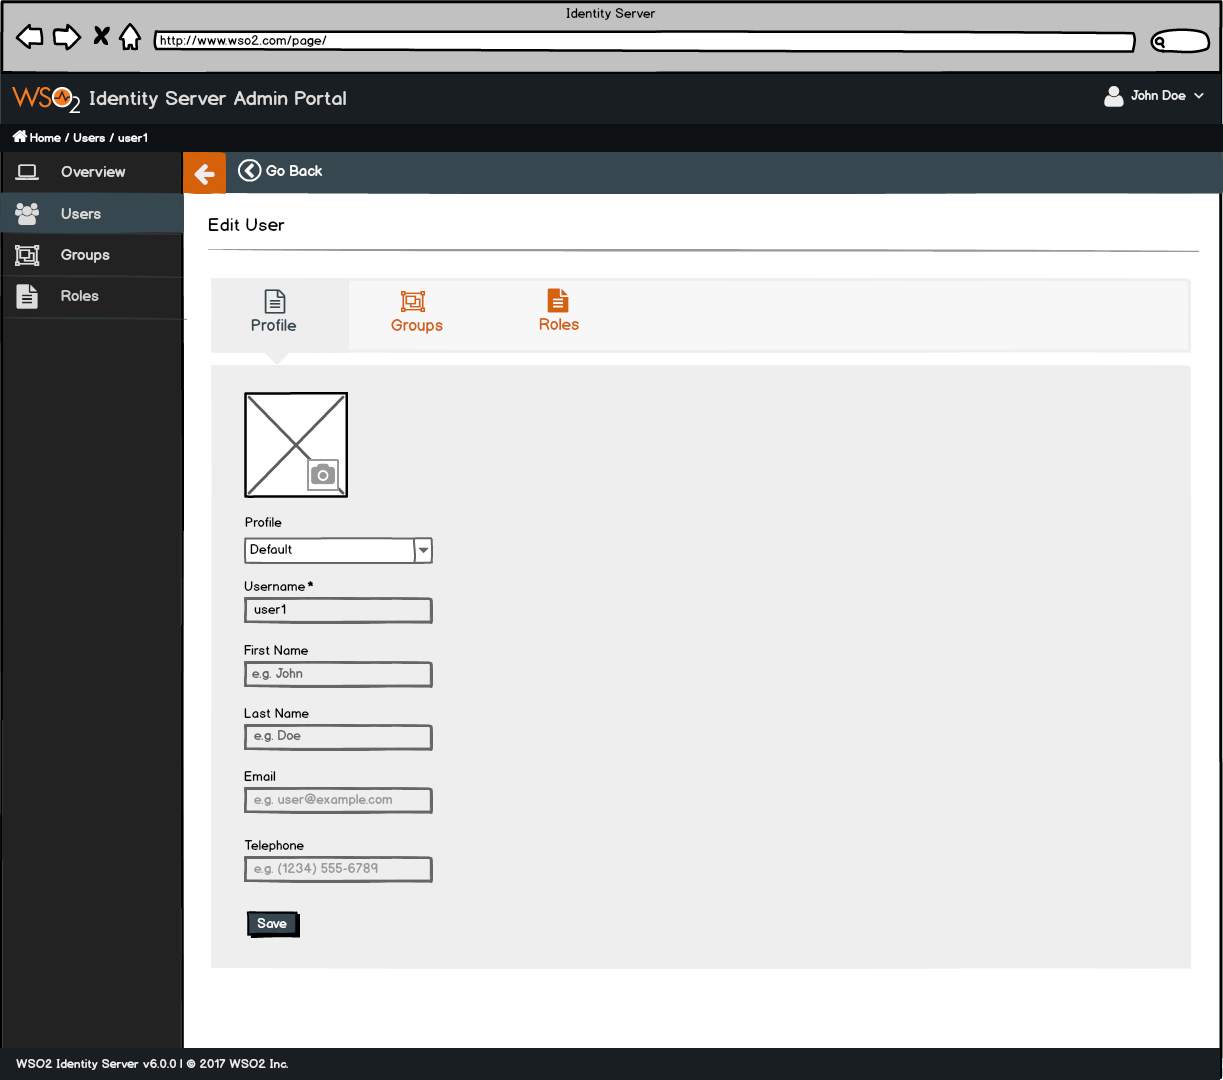 Identity Server
http://www.wso2.com/page/
WSO2 Identity Server Admin Portal
John Doe
Home / Users / user1
Overview
Go Back
Users
Edit User
Groups
Roles
Profile
Groups
Roles
Profile
Default
Username *
user1
First Name
e.g. John
Last Name
e.g. Doe
Email
e.g. user@example.com
Telephone
e.g. (1234) 555-6789
Save
WSO2 Identity Server v6.0.0 | © 2017 WSO2 Inc.